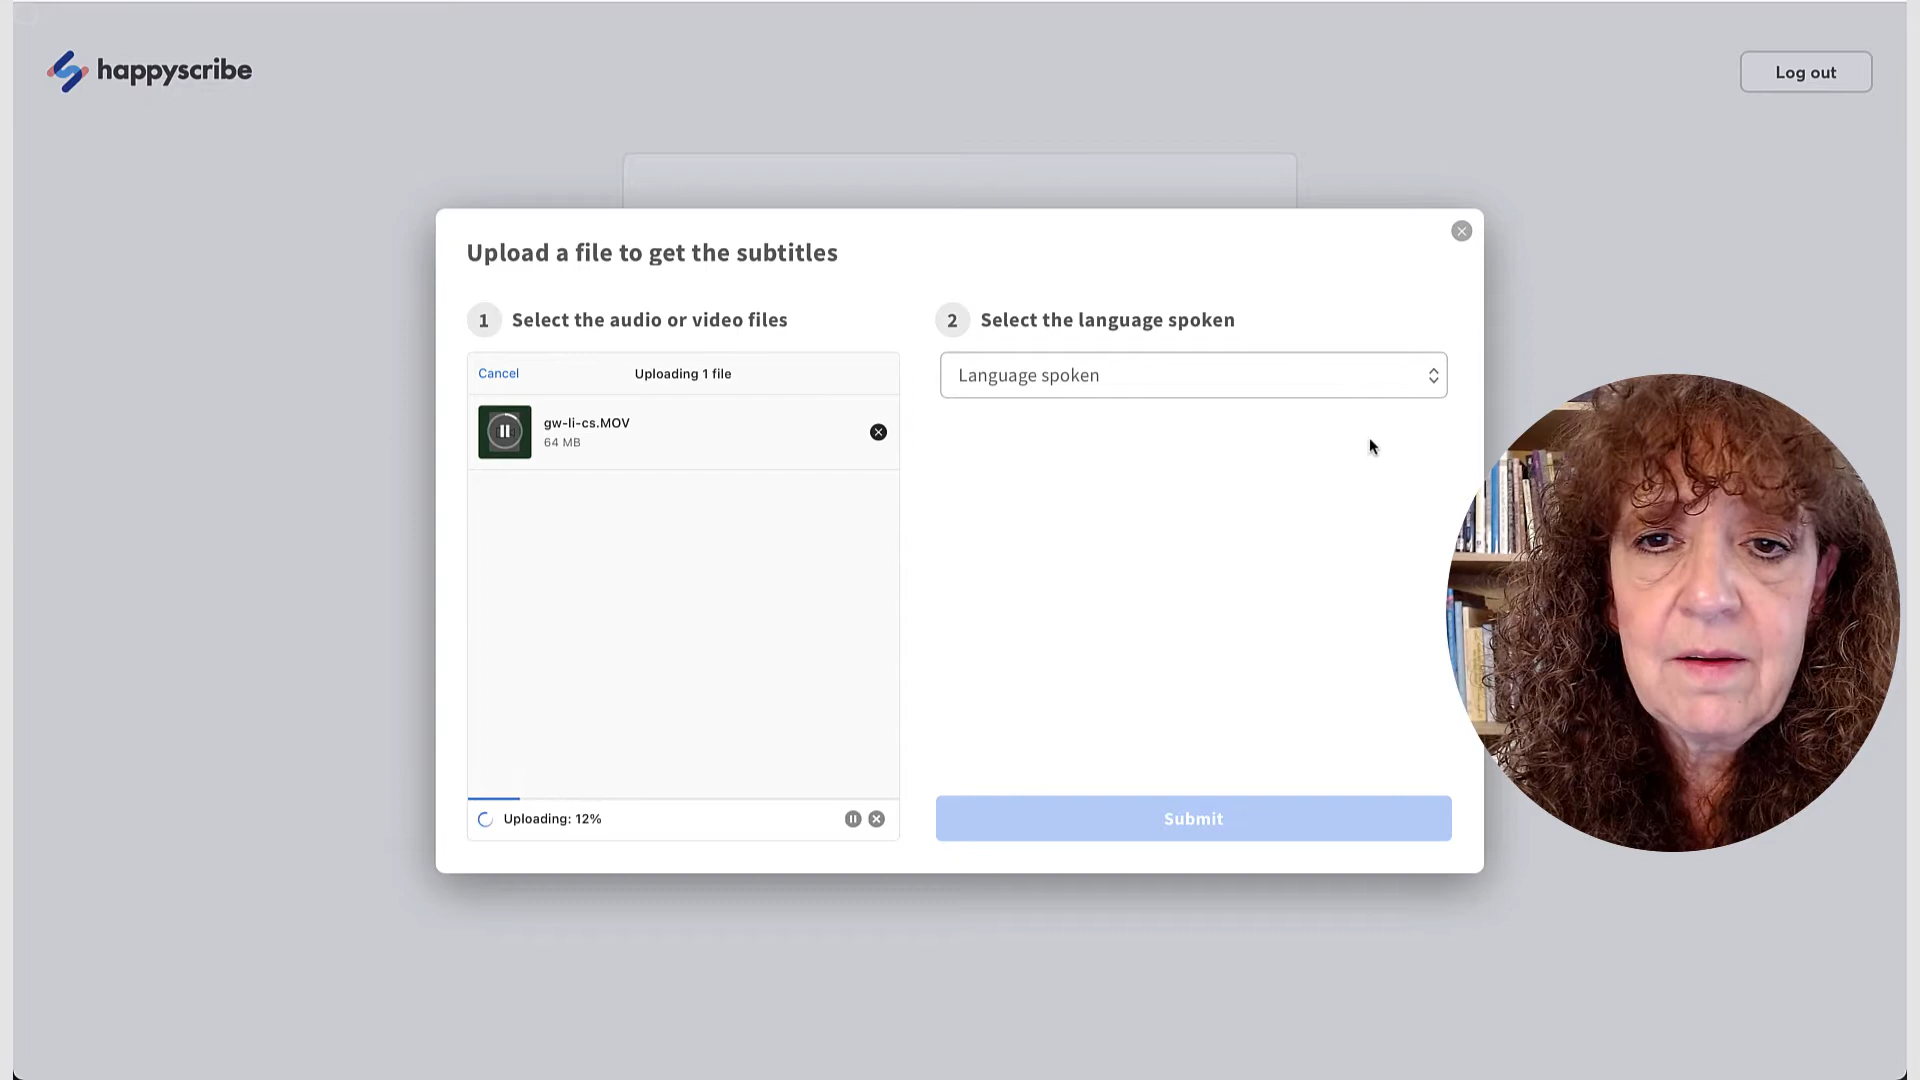 happyscribe
Log out
Upload a file to get the subtitles
1 Select the audio or video files
Cancel
Uploading 1 file
gw-li-cs.MOV
64 MB
Uploading: 12%
2 Select the language spoken
Language spoken
Submit